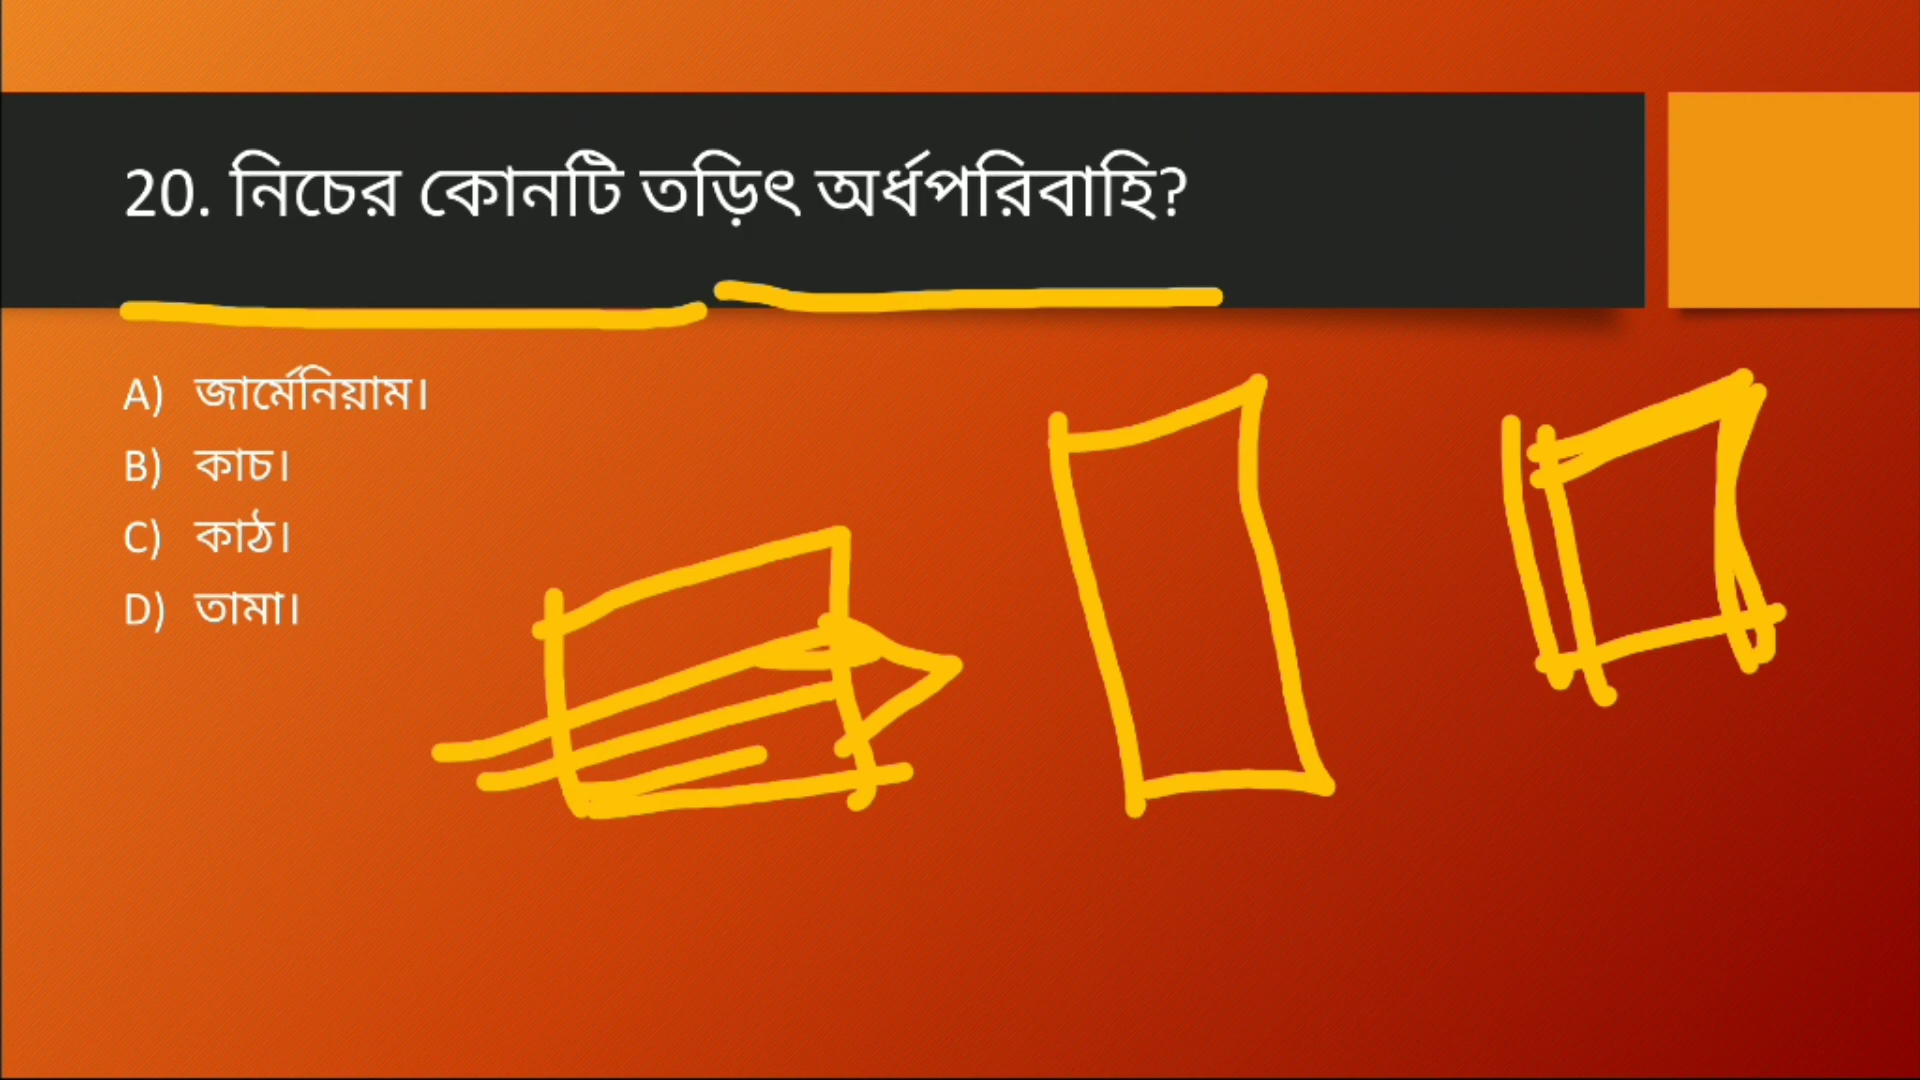 20. নিচের কোনটি তড়িৎ অর্ধপরিবাহি?
A) জার্মেনিয়াম।
B) কাচ।
C) কাঠ।
D) তামা।